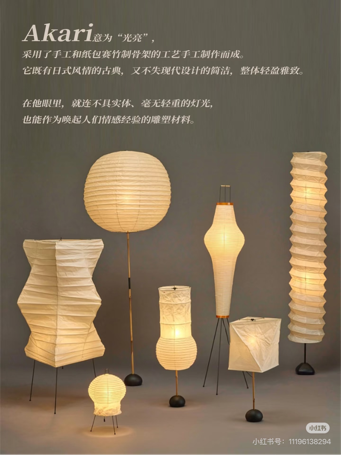 Akari意为“光亮”，
采用了手工和纸包赛竹制骨架的工艺手工制作而成。
它既有日式风情的古典，又不失现代设计的简洁，整体轻盈雅致。
在他眼里，就连不具实体、毫无轻重的灯光，
也能作为唤起人们情感经验的雕塑材料。
小红书
小红书号：11196138294